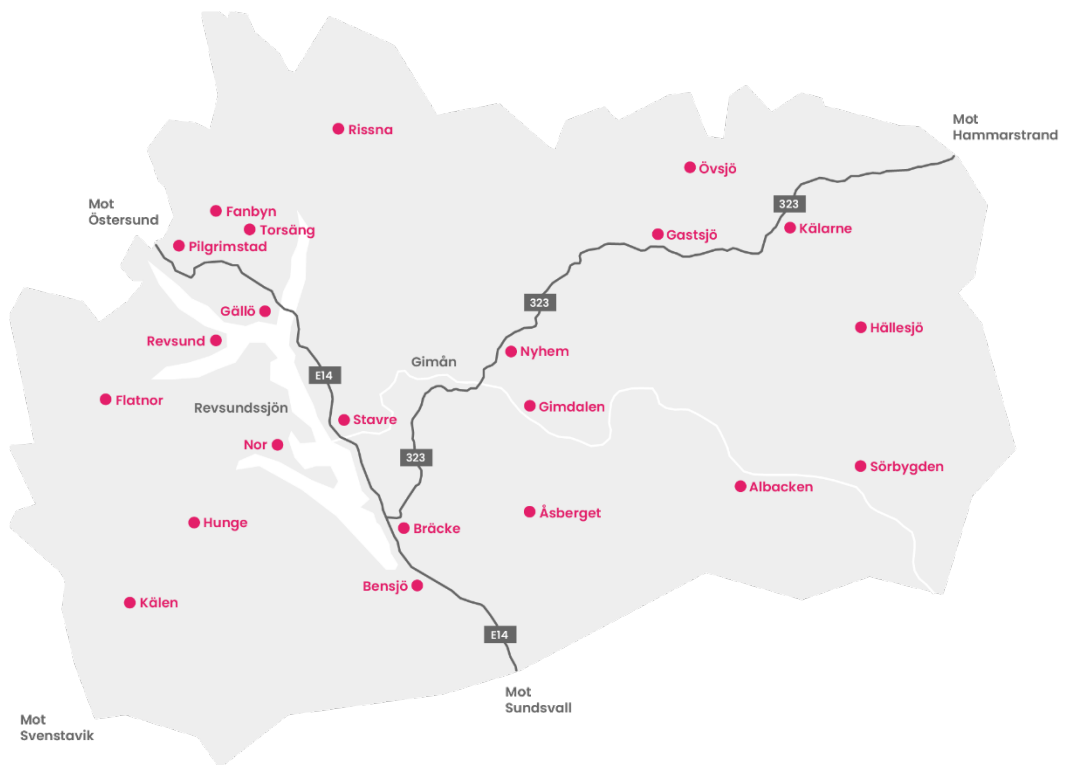 Mot
Hammarstrand
Rissna
Övsjö
Mot
Östersund
323
Fanbyn
Torsäng
Kälarne
Gastsjö
Pilgrimstad
323
Gällö
Hällesjö
Revsund
Nyhem
Gimån
E14
Flatnor
Revsundssjön
Gimdalen
Stavre
Nor
323
Sörbygden
Albacken
Åsberget
Hunge
Bräcke
Bensjö
Kälen
E14
Mot
Sundsvall
Mot
Svenstavik